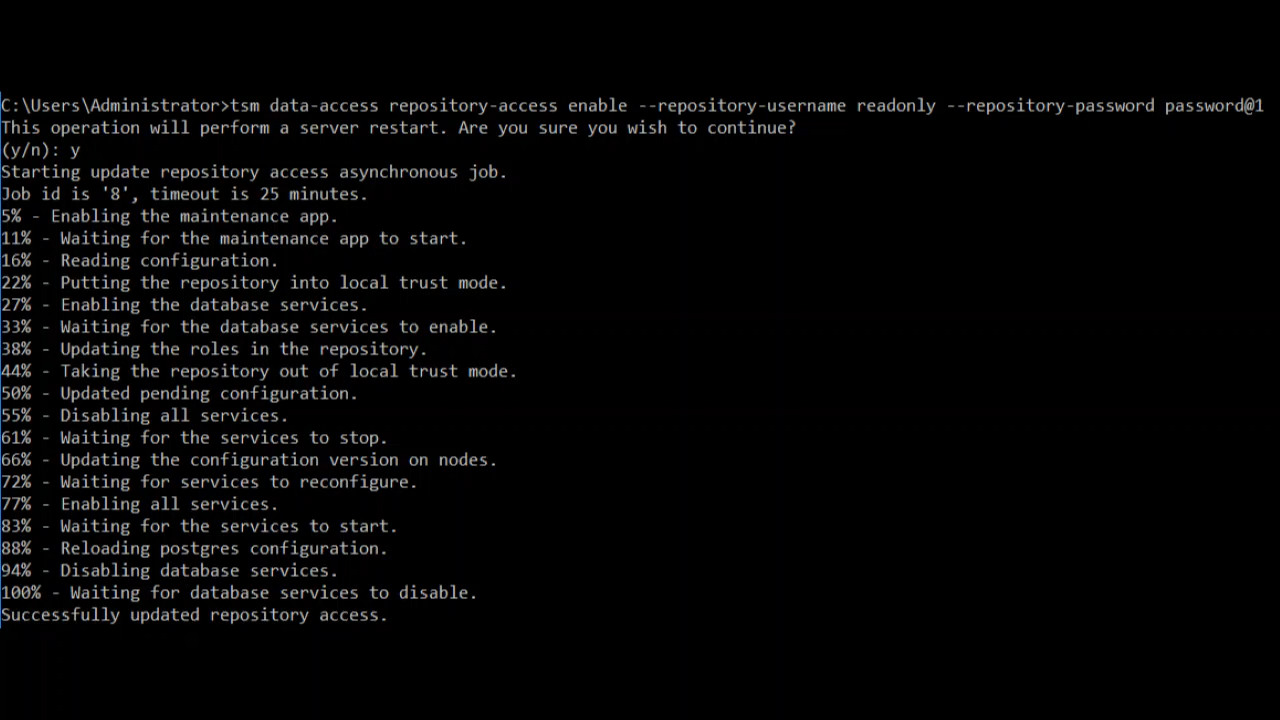 C:\Users\Administrator>tsm data-access repository-access enable --repository-username readonly --repository-password password@1
This operation will perform a server restart. Are you sure you wish to continue?
(y/n): y
Starting update repository access asynchronous job.
Job id is '8', timeout is 25 minutes.
5% - Enabling the maintenance app.
11% - Waiting for the maintenance app to start.
16% - Reading configuration.
22% - Putting the repository into local trust mode.
27% - Enabling the database services.
33% - Waiting for the database services to enable.
38% - Updating the roles in the repository.
44% - Taking the repository out of local trust mode.
50% - Updated pending configuration.
55% - Disabling all services.
61% - Waiting for the services to stop.
66% - Updating the configuration version on nodes.
72% - Waiting for services to reconfigure.
77% - Enabling all services.
83% - Waiting for the services to start.
88% - Reloading postgres configuration.
94% - Disabling database services.
100% - Waiting for database services to disable.
Successfully updated repository access.